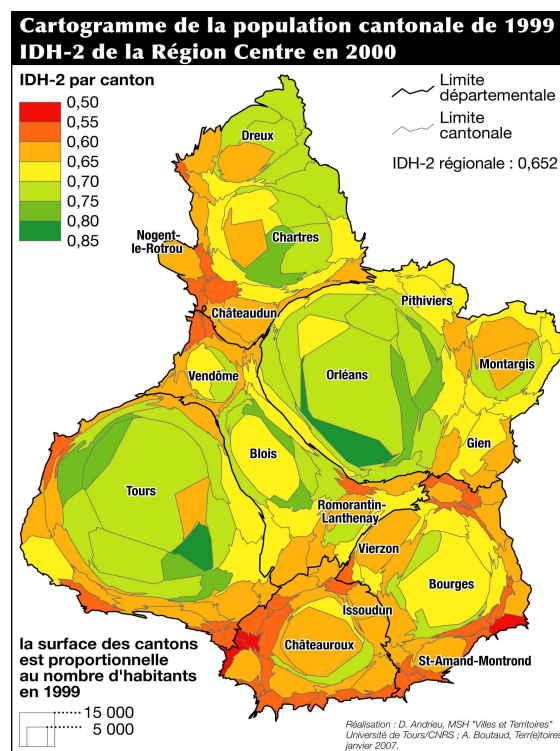 Cartogramme de la population cantonale de 1999
IDH-2 de la Région Centre en 2000
IDH-2 par canton
0,50
0,55
0,60
0,65
0,70
0,75
0,80
0,85
Limite
départementale
Limite
cantonale
IDH-2 régionale : 0,652
Dreux
Nogent-
le-Rotrou
Chartres
Châteaudun
Pithiviers
Vendôme
Orléans
Montargis
Blois
Gien
Tours
Romorantin-
Lanthenay
Vierzon
Bourges
Issoudun
Châteauroux
St-Amand-Montrond
la surface des cantons
est proportionnelle
au nombre d'habitants
en 1999
15 000
5 000
Réalisation : D. Andrieu, MSH "Villes et Territoires"
Université de Tours/CNRS ; A. Boutaud, Terr(e)toires
janvier 2007.